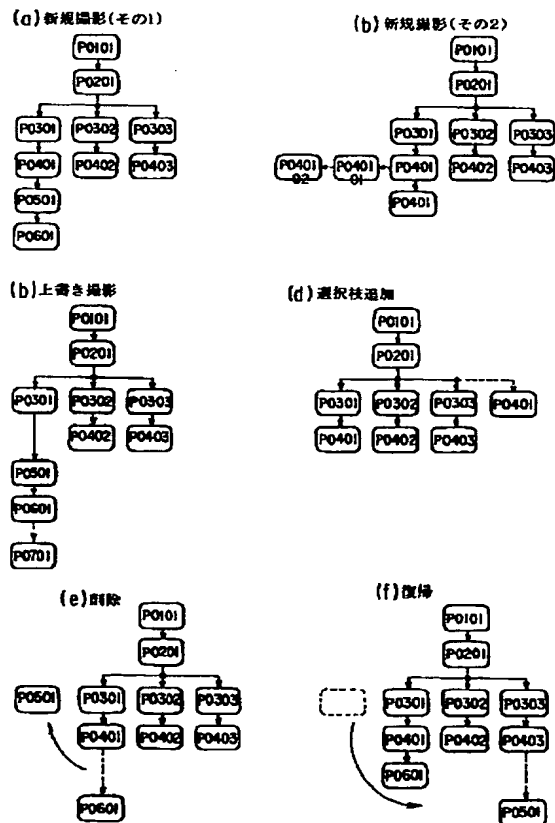 (a) 新規撮影(その1)
P0101
P0201
P0301 P0302 P0303
P0401 P0402 P0403
P0501
P0601
(b) 新規撮影(その2)
P0101
P0201
P0301 P0302 P0303
P0401 P0401 P0401 P0402 P0403
02 01
P0401
(b) 上書き撮影
P0101
P0201
P0301 P0302 P0303
P0402 P0403
P0501
P0601
P0701
(d) 選択枝追加
P0101
P0201
P0301 P0302 P0303 P0401
P0401 P0402 P0403
(e) 削除
P0101
P0201
P0501 P0301 P0302 P0303
P0401 P0402 P0403
P0601
(f) 復帰
P0101
P0201
P0301 P0302 P0303
P0401 P0402 P0403
P0601
P0501